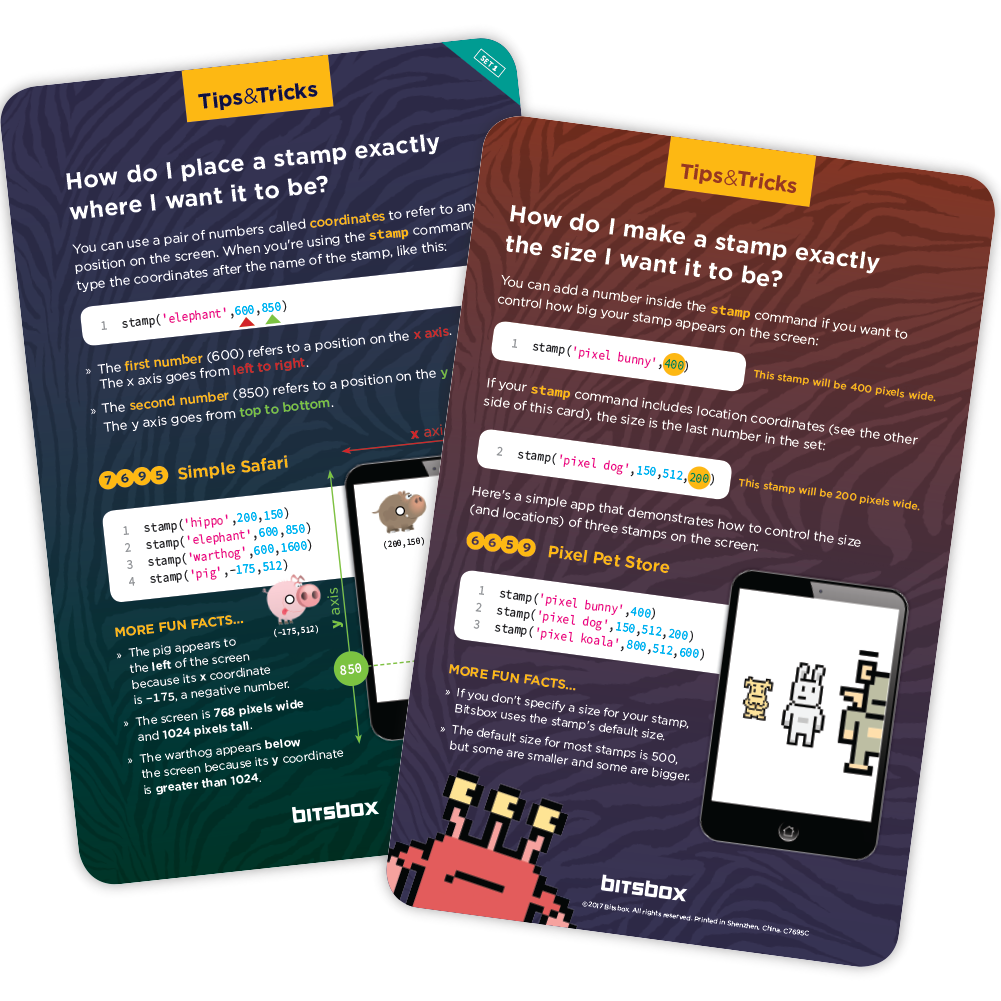 SET 1
Tips&Tricks
How do I place a stamp exactly
where I want it to be?
You can use a pair of numbers called coordinates to refer to any
position on the screen. When you're using the stamp command
type the coordinates after the name of the stamp, like this:
1 stamp('elephant',600,850)
» The first number (600) refers to a position on the x axis.
The x axis goes from left to right.
» The second number (850) refers to a position on the y
The y axis goes from top to bottom.
x axi
7695 Simple Safari
1 stamp('hippo',200,150)
2 stamp('elephant',600,850)
3 stamp('warthog',600,1600)
4 stamp('pig',-175,512)
(200,150)
(-175,512)
y axis
850
MORE FUN FACTS...
» The pig appears to
the left of the screen
because its x coordinate
is -175, a negative number.
» The screen is 768 pixels wide
and 1024 pixels tall.
» The warthog appears below
the screen because its y coordinate
is greater than 1024.
bitsbox
Tips&Tricks
How do I make a stamp exactly
the size I want it to be?
You can add a number inside the stamp command if you want to
control how big your stamp appears on the screen:
1 stamp('pixel bunny',400)
This stamp will be 400 pixels wide.
If your stamp command includes location coordinates (see the other
side of this card), the size is the last number in the set:
2 stamp('pixel dog',150,512,200)
This stamp will be 200 pixels wide.
Here's a simple app that demonstrates how to control the size
(and locations) of three stamps on the screen:
6659 Pixel Pet Store
1 stamp('pixel bunny',400)
2 stamp('pixel dog',150,512,200)
3 stamp('pixel koala',800,512,600)
MORE FUN FACTS...
» If you don't specify a size for your stamp,
Bitsbox uses the stamp's default size.
» The default size for most stamps is 500,
but some are smaller and some are bigger.
bitsbox
©2017 Bitsbox. All rights reserved. Printed in Shenzhen, China. C7695C